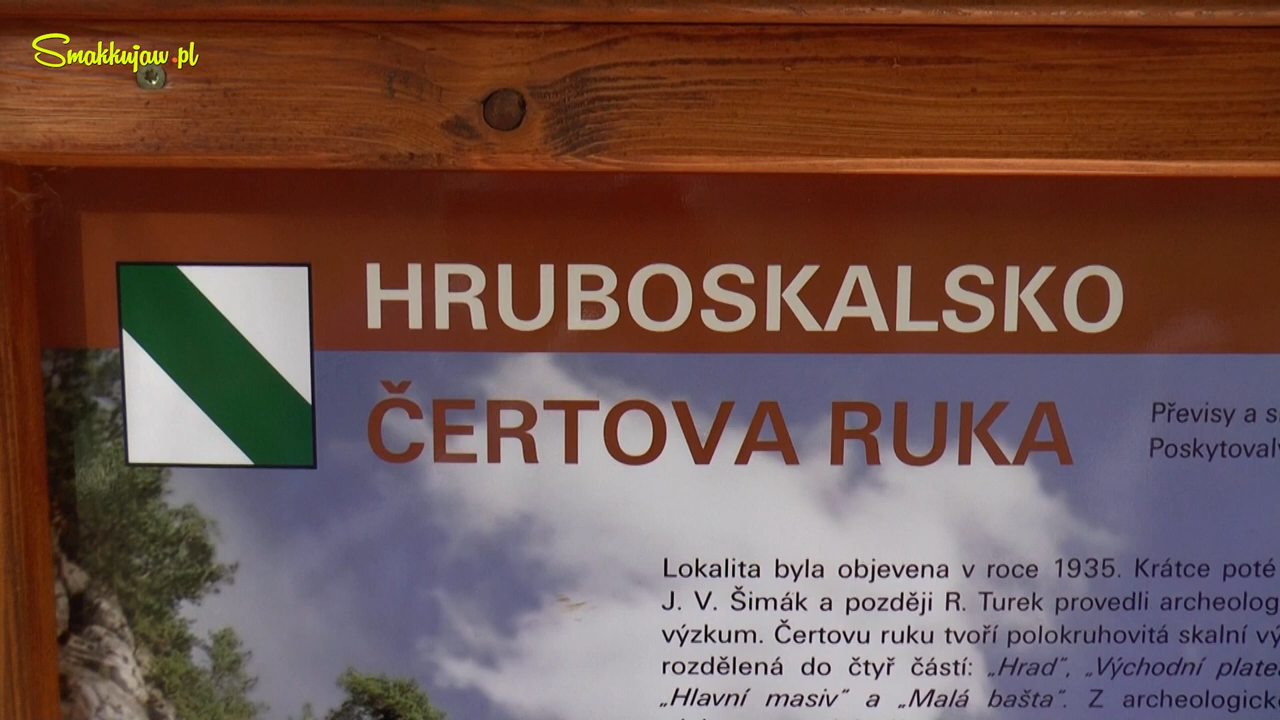 Smakkujaw.pl
HRUBOSKALSKO
ČERTOVA RUKA
Převisy a s
Poskytoval
Lokalita byla objevena v roce 1935. Krátce poté
J. V. Šimák a později R. Turek provedli archeolog
výzkum. Čertovu ruku tvoří polokruhovitá skalní vý
rozdělená do čtyř částí: „Hrad“, „Východní plate
„Hlavní masiv“ a „Malá bašta“. Z archeologick